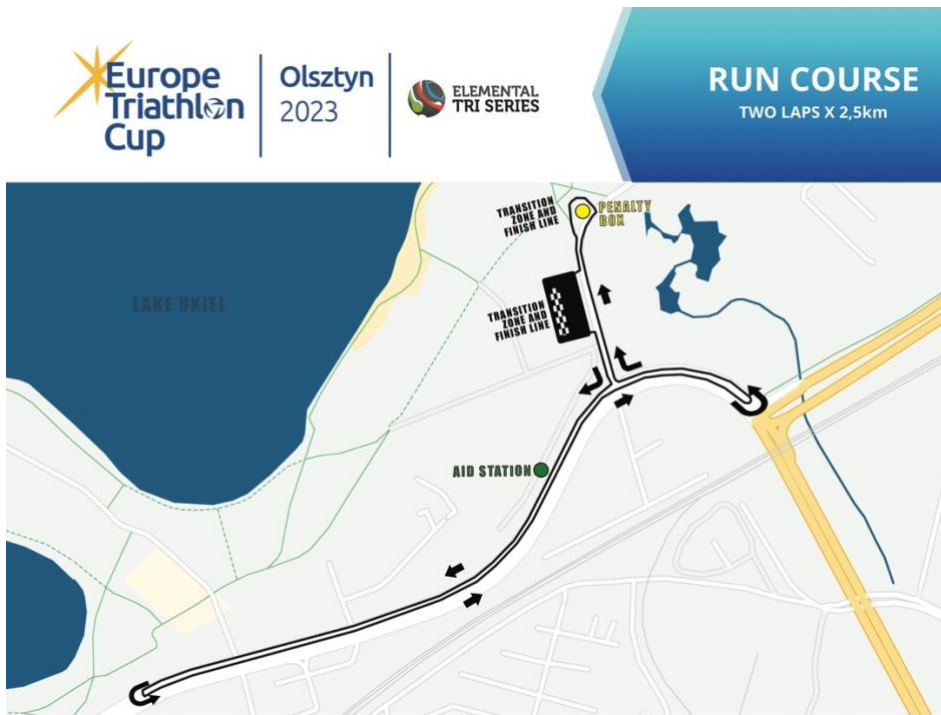 Europe
Triathlon
Cup
Olsztyn
2023
ELEMENTAL
TRI SERIES
RUN COURSE
TWO LAPS X 2,5km
TRANSITION
ZONE AND
FINISH LINE
PENALTY
BOX
LAKE UKIEL
TRANSITION
ZONE AND
FINISH LINE
AID STATION